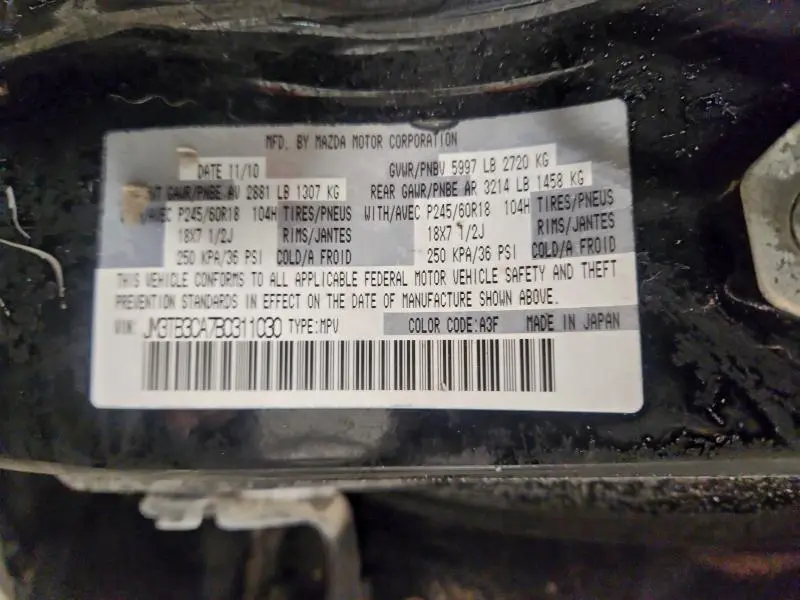 MFD. BY MAZDA MOTOR CORPORATION
DATE 11/10 GVWR/PNBV 5997 LB 2720 KG
GAWR/PNBE AV 2881 LB 1307 KG REAR GAWR/PNBE AR 3214 LB 1458 KG
P245/60R18 104H TIRES/PNEUS WITH/AVEC P245/60R18 104H TIRES/PNEUS
18X7 1/2J RIMS/JANTES 18X7 1/2J RIMS/JANTES
250 KPA/36 PSI COLD/A FROID 250 KPA/36 PSI COLD/A FROID
THIS VEHICLE CONFORMS TO ALL APPLICABLE FEDERAL MOTOR VEHICLE SAFETY AND THEFT
PREVENTION STANDARDS IN EFFECT ON THE DATE OF MANUFACTURE SHOWN ABOVE.
VIN: JM3TB3CA7B0311030 TYPE:MPV COLOR CODE:A3F MADE IN JAPAN